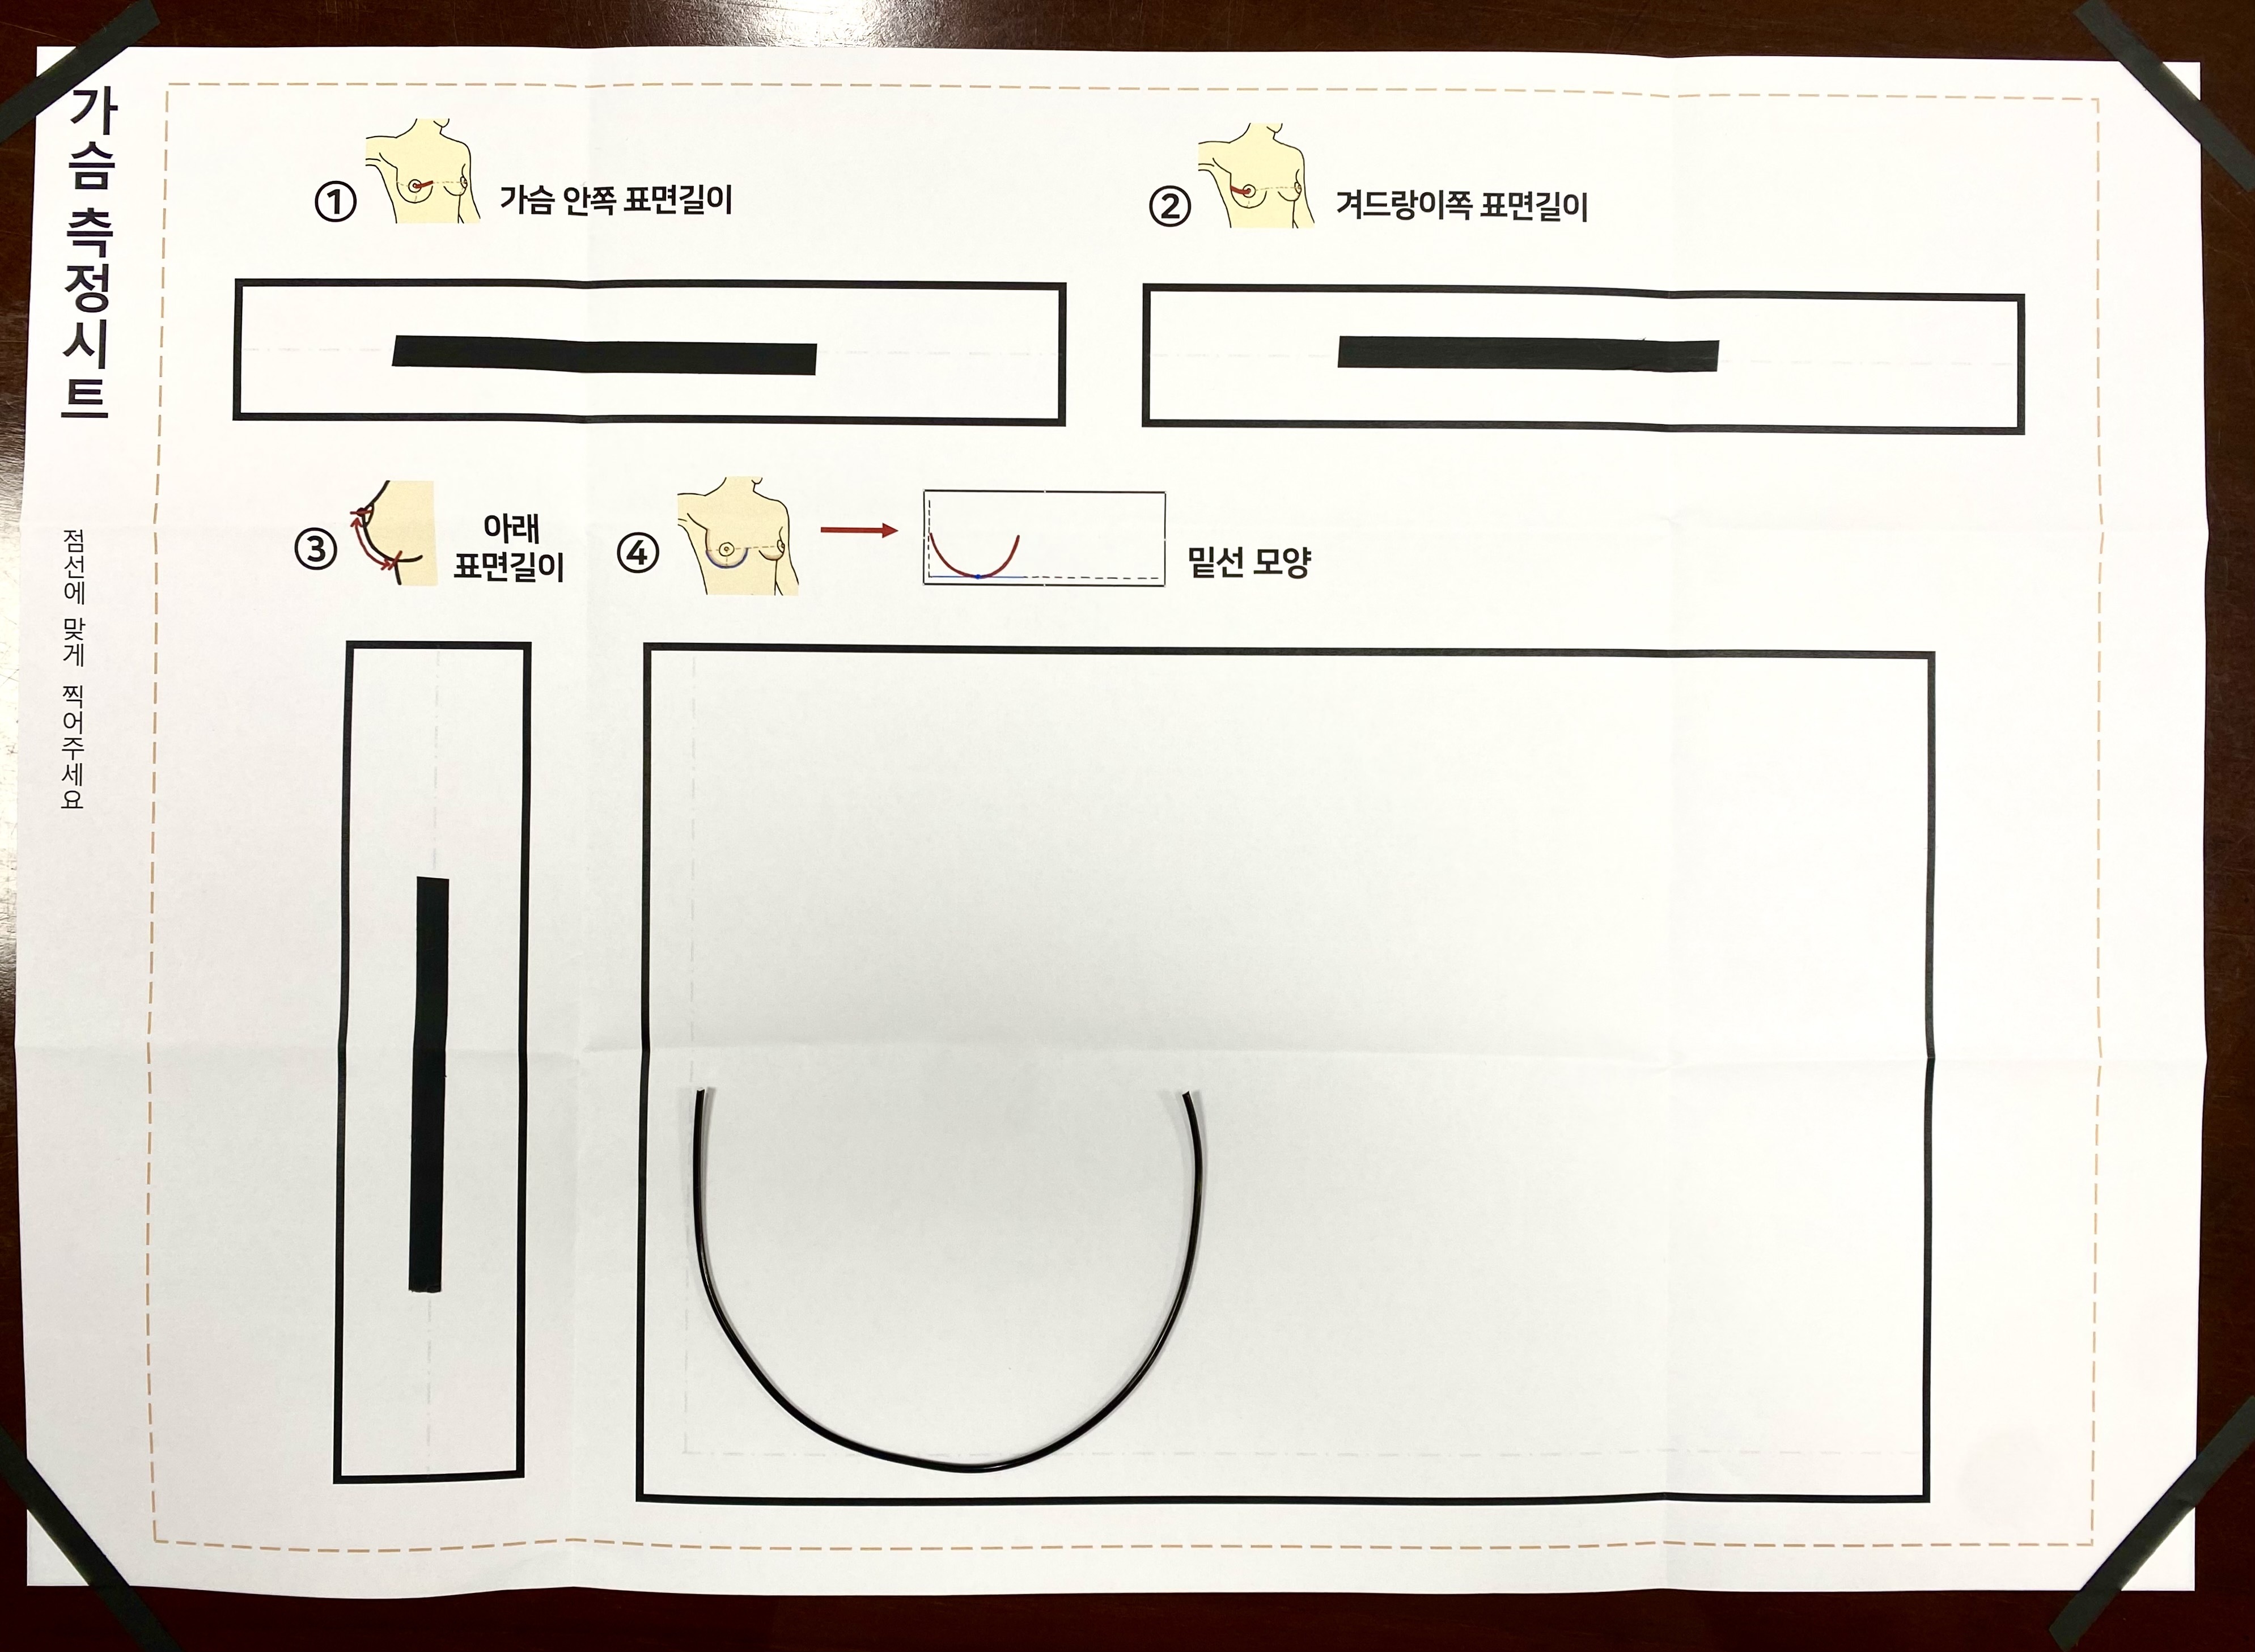 가슴 측정시트
점선에 맞게 찍어주세요
① 가슴 안쪽 표면길이
② 겨드랑이쪽 표면길이
③ 아래
표면길이
④ 밑선 모양